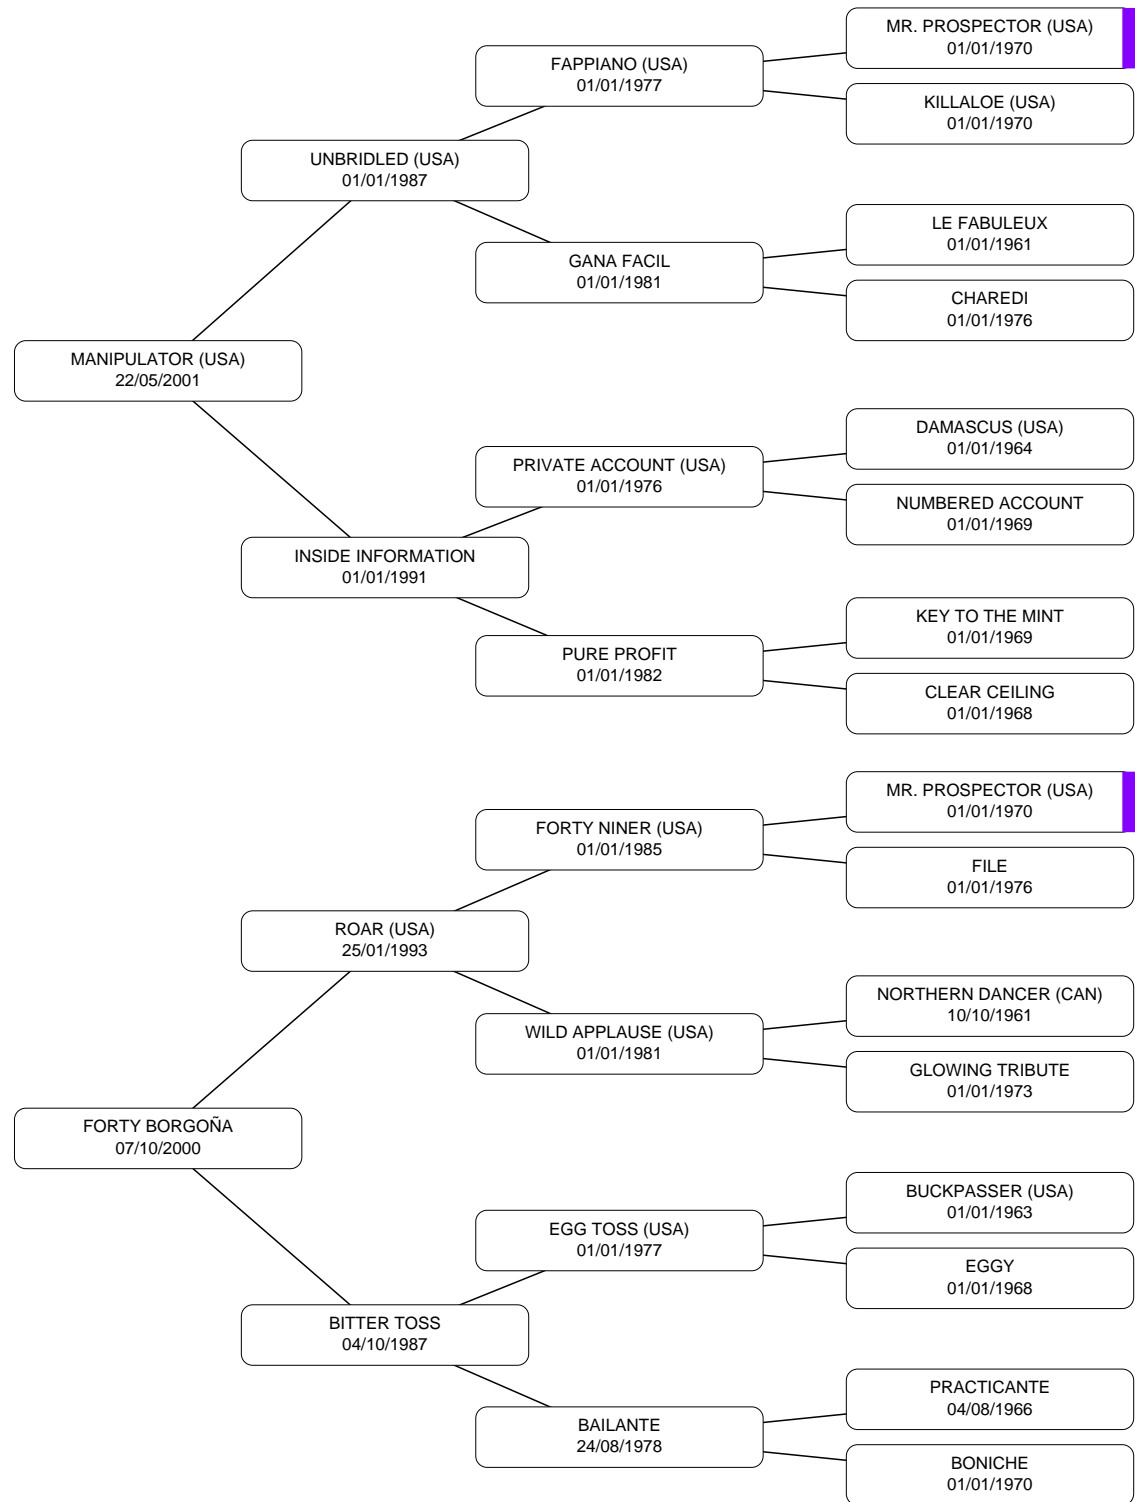 MR. PROSPECTOR (USA)
01/01/1970
FAPPIANO (USA)
01/01/1977
KILLALOE (USA)
01/01/1970
UNBRIDLED (USA)
01/01/1987
LE FABULEUX
01/01/1961
GANA FACIL
01/01/1981
CHAREDI
01/01/1976
MANIPULATOR (USA)
22/05/2001
DAMASCUS (USA)
01/01/1964
PRIVATE ACCOUNT (USA)
01/01/1976
NUMBERED ACCOUNT
01/01/1969
INSIDE INFORMATION
01/01/1991
KEY TO THE MINT
01/01/1969
PURE PROFIT
01/01/1982
CLEAR CEILING
01/01/1968
MR. PROSPECTOR (USA)
01/01/1970
FORTY NINER (USA)
01/01/1985
FILE
01/01/1976
ROAR (USA)
25/01/1993
NORTHERN DANCER (CAN)
10/10/1961
WILD APPLAUSE (USA)
01/01/1981
GLOWING TRIBUTE
01/01/1973
FORTY BORGOÑA
07/10/2000
BUCKPASSER (USA)
01/01/1963
EGG TOSS (USA)
01/01/1977
EGGY
01/01/1968
BITTER TOSS
04/10/1987
PRACTICANTE
04/08/1966
BAILANTE
24/08/1978
BONICHE
01/01/1970